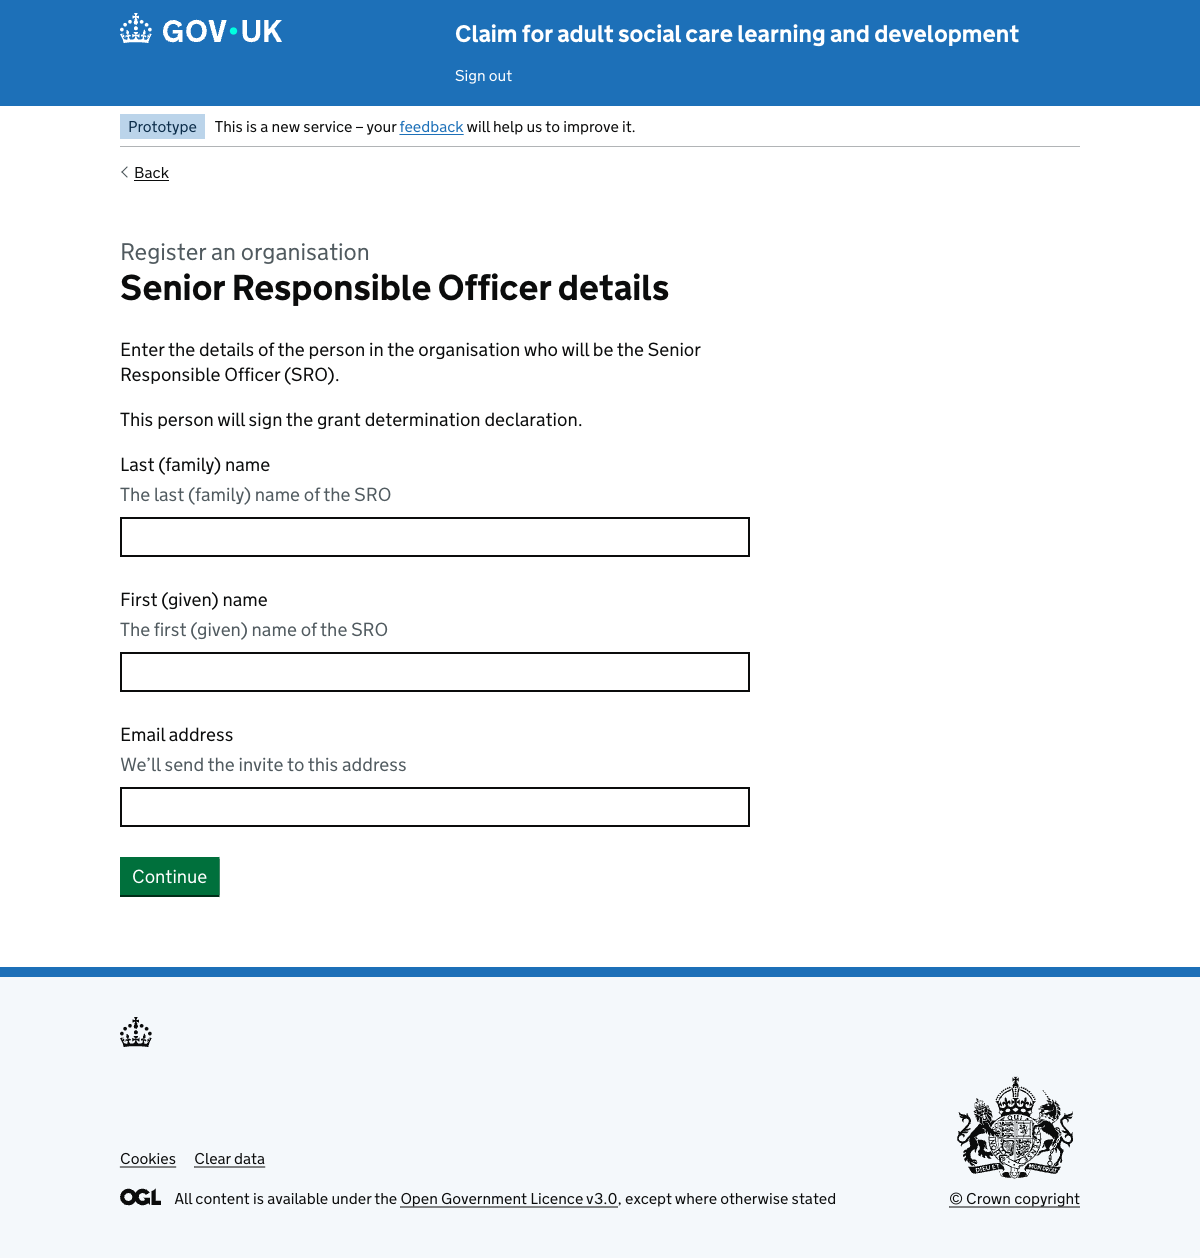 GOV·UK
Claim for adult social care learning and development
Sign out
Prototype This is a new service – your feedback will help us to improve it.
Back
Register an organisation
Senior Responsible Officer details
Enter the details of the person in the organisation who will be the Senior
Responsible Officer (SRO).
This person will sign the grant determination declaration.
Last (family) name
The last (family) name of the SRO
First (given) name
The first (given) name of the SRO
Email address
We’ll send the invite to this address
Continue
Cookies Clear data
OGL All content is available under the Open Government Licence v3.0, except where otherwise stated
© Crown copyright